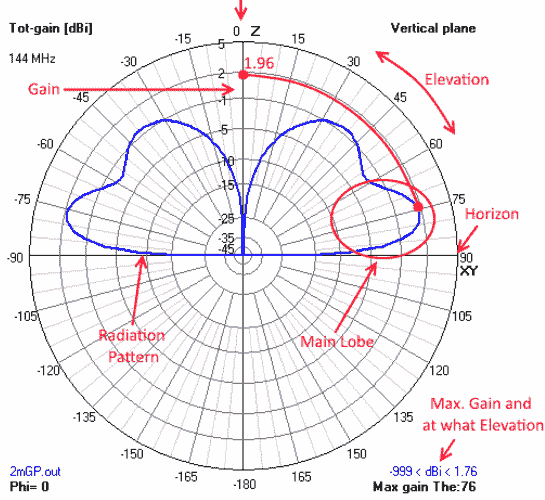 Tot-gain [dBi]
0 Z
Vertical plane
144 MHz
-15
5
15
-30
2
1.96
30
Elevation
Gain
-45
-1
45
-60
-5
60
-10
-75
-15
75
Horizon
-25
-35
-45
-90
90
XY
-105
105
Radiation
Pattern
Main Lobe
-120
120
-135
135
Max. Gain and
at what Elevation
-150
150
2mGP.out
-165
165
-999 < dBi < 1.76
Phi= 0
-180
Max gain The:76